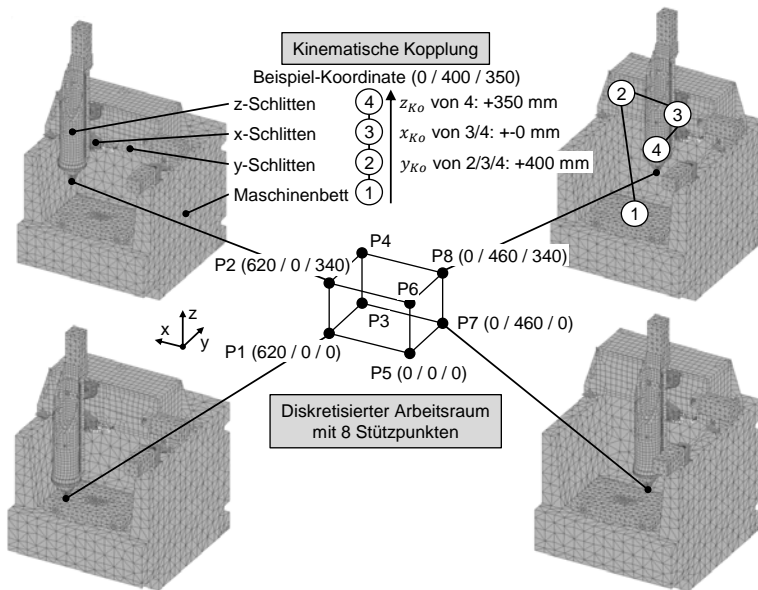 Kinematische Kopplung
Beispiel-Koordinate (0 / 400 / 350)
z-Schlitten 4 z_Ko von 4: +350 mm
x-Schlitten 3 x_Ko von 3/4: +-0 mm
y-Schlitten 2 y_Ko von 2/3/4: +400 mm
Maschinenbett 1
2
3
4
1
P4
P2 (620 / 0 / 340)
P8 (0 / 460 / 340)
P6
P3
P7 (0 / 460 / 0)
z
x
y
P1 (620 / 0 / 0)
P5 (0 / 0 / 0)
Diskretisierter Arbeitsraum
mit 8 Stützpunkten